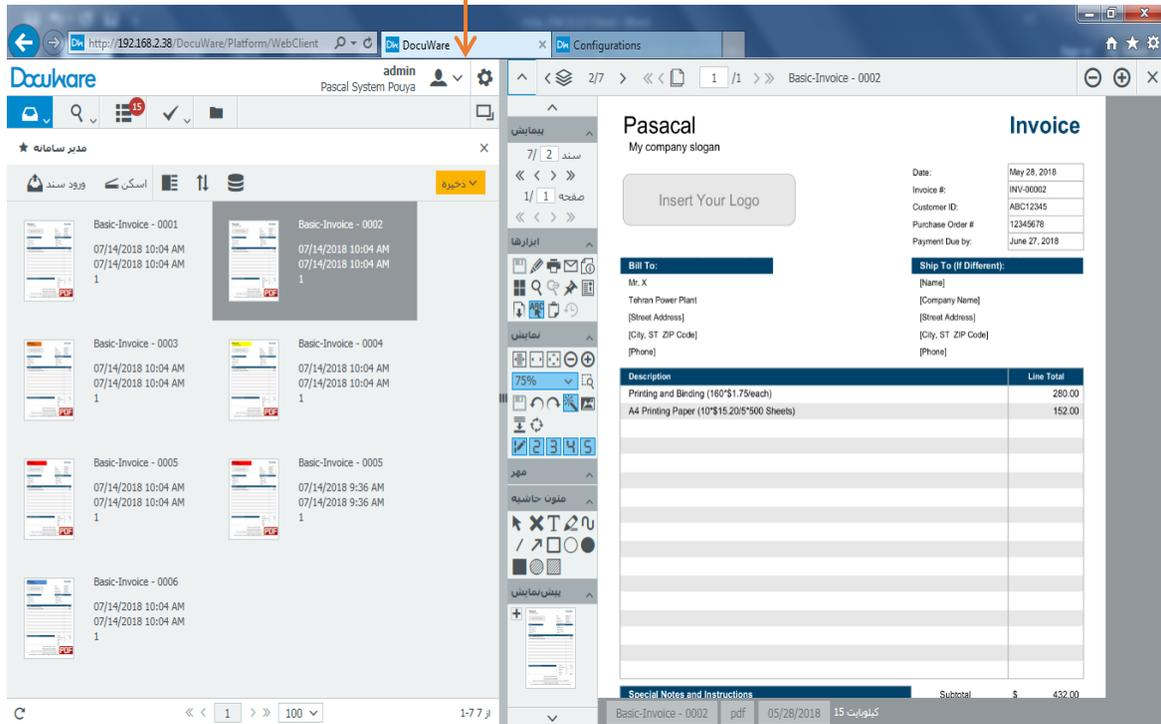 http://192.168.2.38/DocuWare/Platform/WebClient
DocuWare
Configurations
DocuWare
admin
Pascal System Pouya
15
مدیر سامانه
ورود سند
اسکن
ذخیره
Basic-Invoice - 0001
07/14/2018 10:04 AM
07/14/2018 10:04 AM
1
PDF
Basic-Invoice - 0002
07/14/2018 10:04 AM
07/14/2018 10:04 AM
1
PDF
Basic-Invoice - 0003
07/14/2018 10:04 AM
07/14/2018 10:04 AM
1
PDF
Basic-Invoice - 0004
07/14/2018 10:04 AM
07/14/2018 10:04 AM
1
PDF
Basic-Invoice - 0005
07/14/2018 10:04 AM
07/14/2018 10:04 AM
1
PDF
Basic-Invoice - 0005
07/14/2018 9:36 AM
07/14/2018 9:36 AM
1
PDF
Basic-Invoice - 0006
07/14/2018 10:04 AM
07/14/2018 10:04 AM
1
PDF
1
100
1-7 از 7
2/7
1 /1
Basic-Invoice - 0002
پیمایش
سند 2 /7
صفحه 1 /1
ابزارها
ABC
نمایش
75%
2 3 4 5
مهر
متون حاشیه
T
پیش‌نمایش
Pasacal
My company slogan
Invoice
Insert Your Logo
Date: May 28, 2018
Invoice #: INV-00002
Customer ID: ABC12345
Purchase Order # 12345678
Payment Due by: June 27, 2018
Bill To:
Mr. X
Tehran Power Plant
[Street Address]
[City, ST ZIP Code]
[Phone]
Ship To (If Different):
[Name]
[Company Name]
[Street Address]
[City, ST ZIP Code]
[Phone]
Description Line Total
Printing and Binding (160*$1.75/each) 280.00
A4 Printing Paper (10*$15.20/5*500 Sheets) 152.00
Special Notes and Instructions Subtotal $ 432.00
Basic-Invoice - 0002 pdf 05/28/2018 15 کیلوبایت